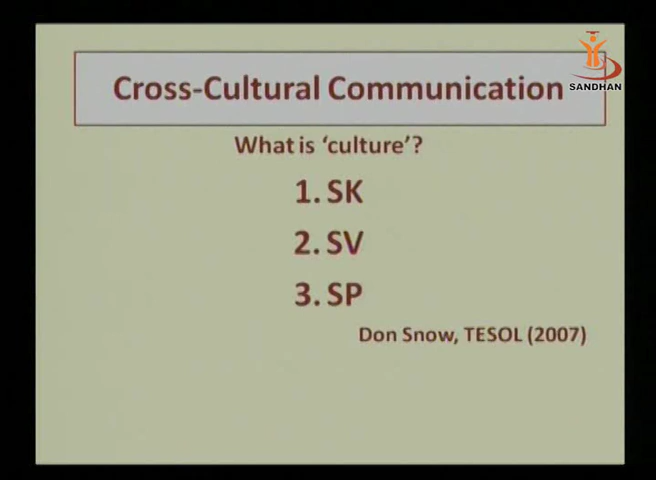 SANDHAN
Cross-Cultural Communication
What is ‘culture’?
1. SK
2. SV
3. SP
Don Snow, TESOL (2007)